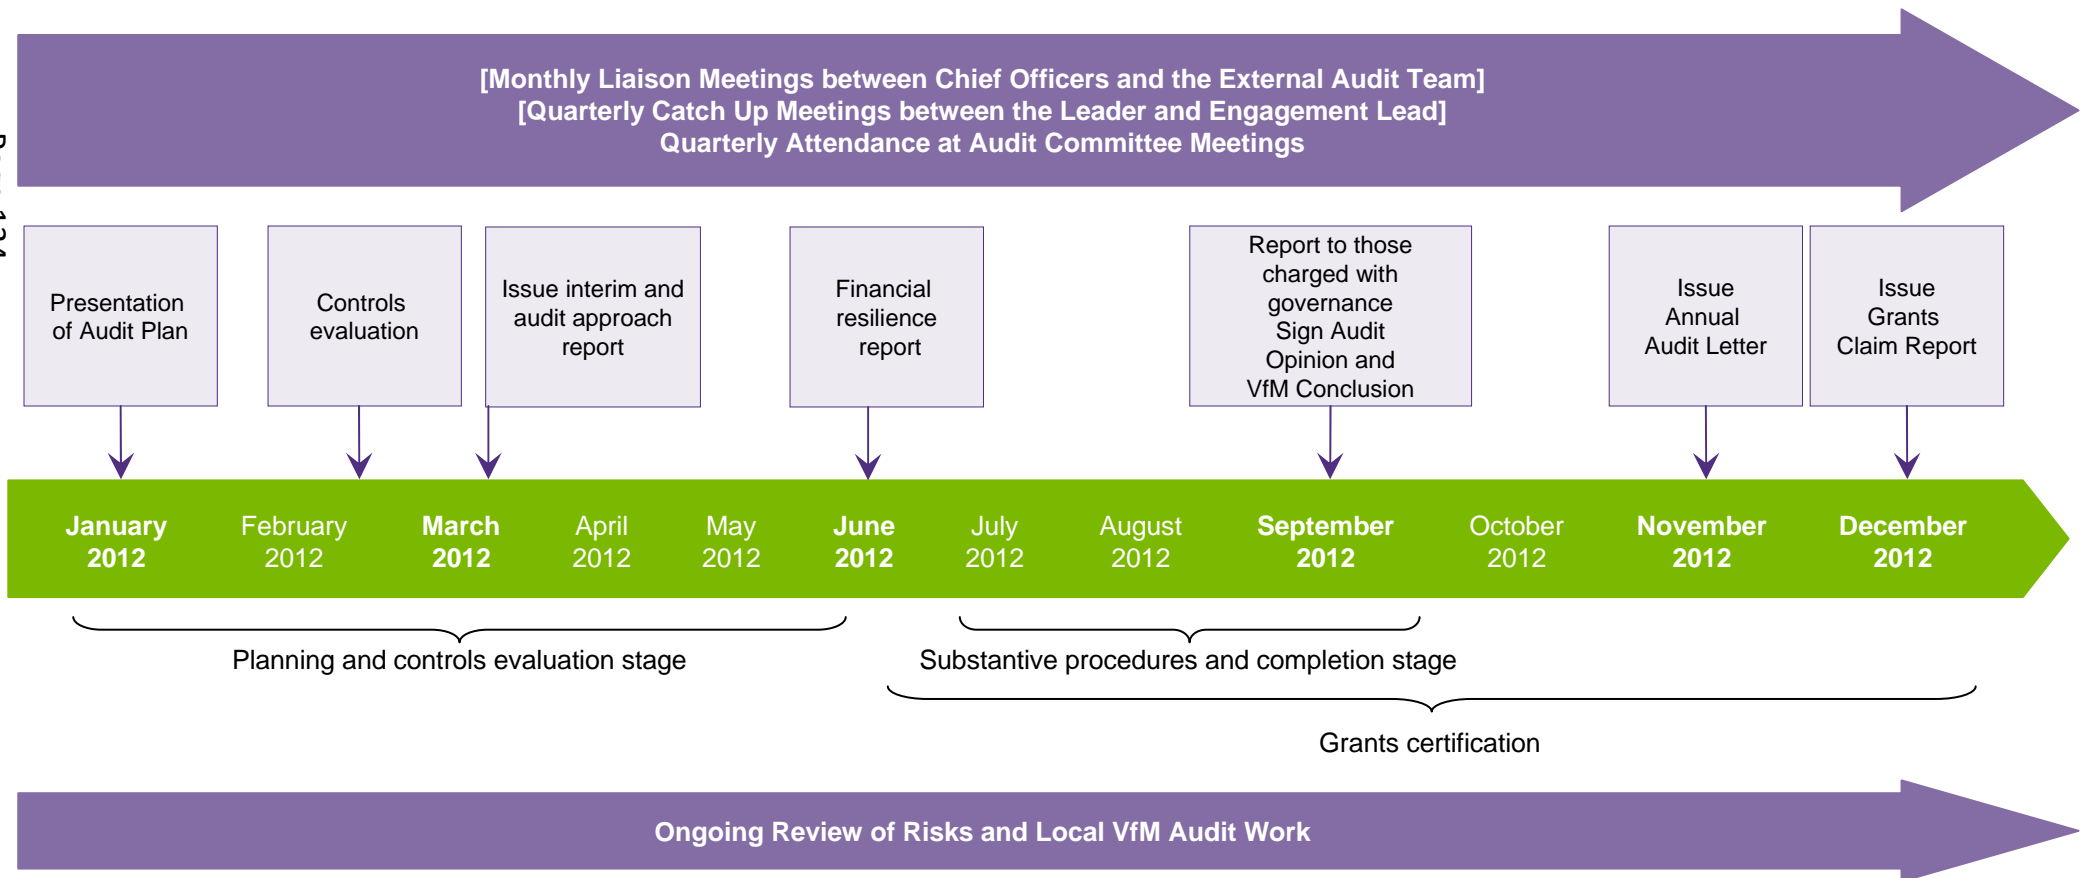 [Monthly Liaison Meetings between Chief Officers and the External Audit Team]
[Quarterly Catch Up Meetings between the Leader and Engagement Lead]
Quarterly Attendance at Audit Committee Meetings
Presentation
of Audit Plan
Controls
evaluation
Issue interim and
audit approach
report
Financial
resilience
report
Report to those
charged with
governance
Sign Audit
Opinion and
VfM Conclusion
Issue
Annual
Audit Letter
Issue
Grants
Claim Report
January
2012
February
2012
March
2012
April
2012
May
2012
June
2012
July
2012
August
2012
September
2012
October
2012
November
2012
December
2012
Planning and controls evaluation stage
Substantive procedures and completion stage
Grants certification
Ongoing Review of Risks and Local VfM Audit Work